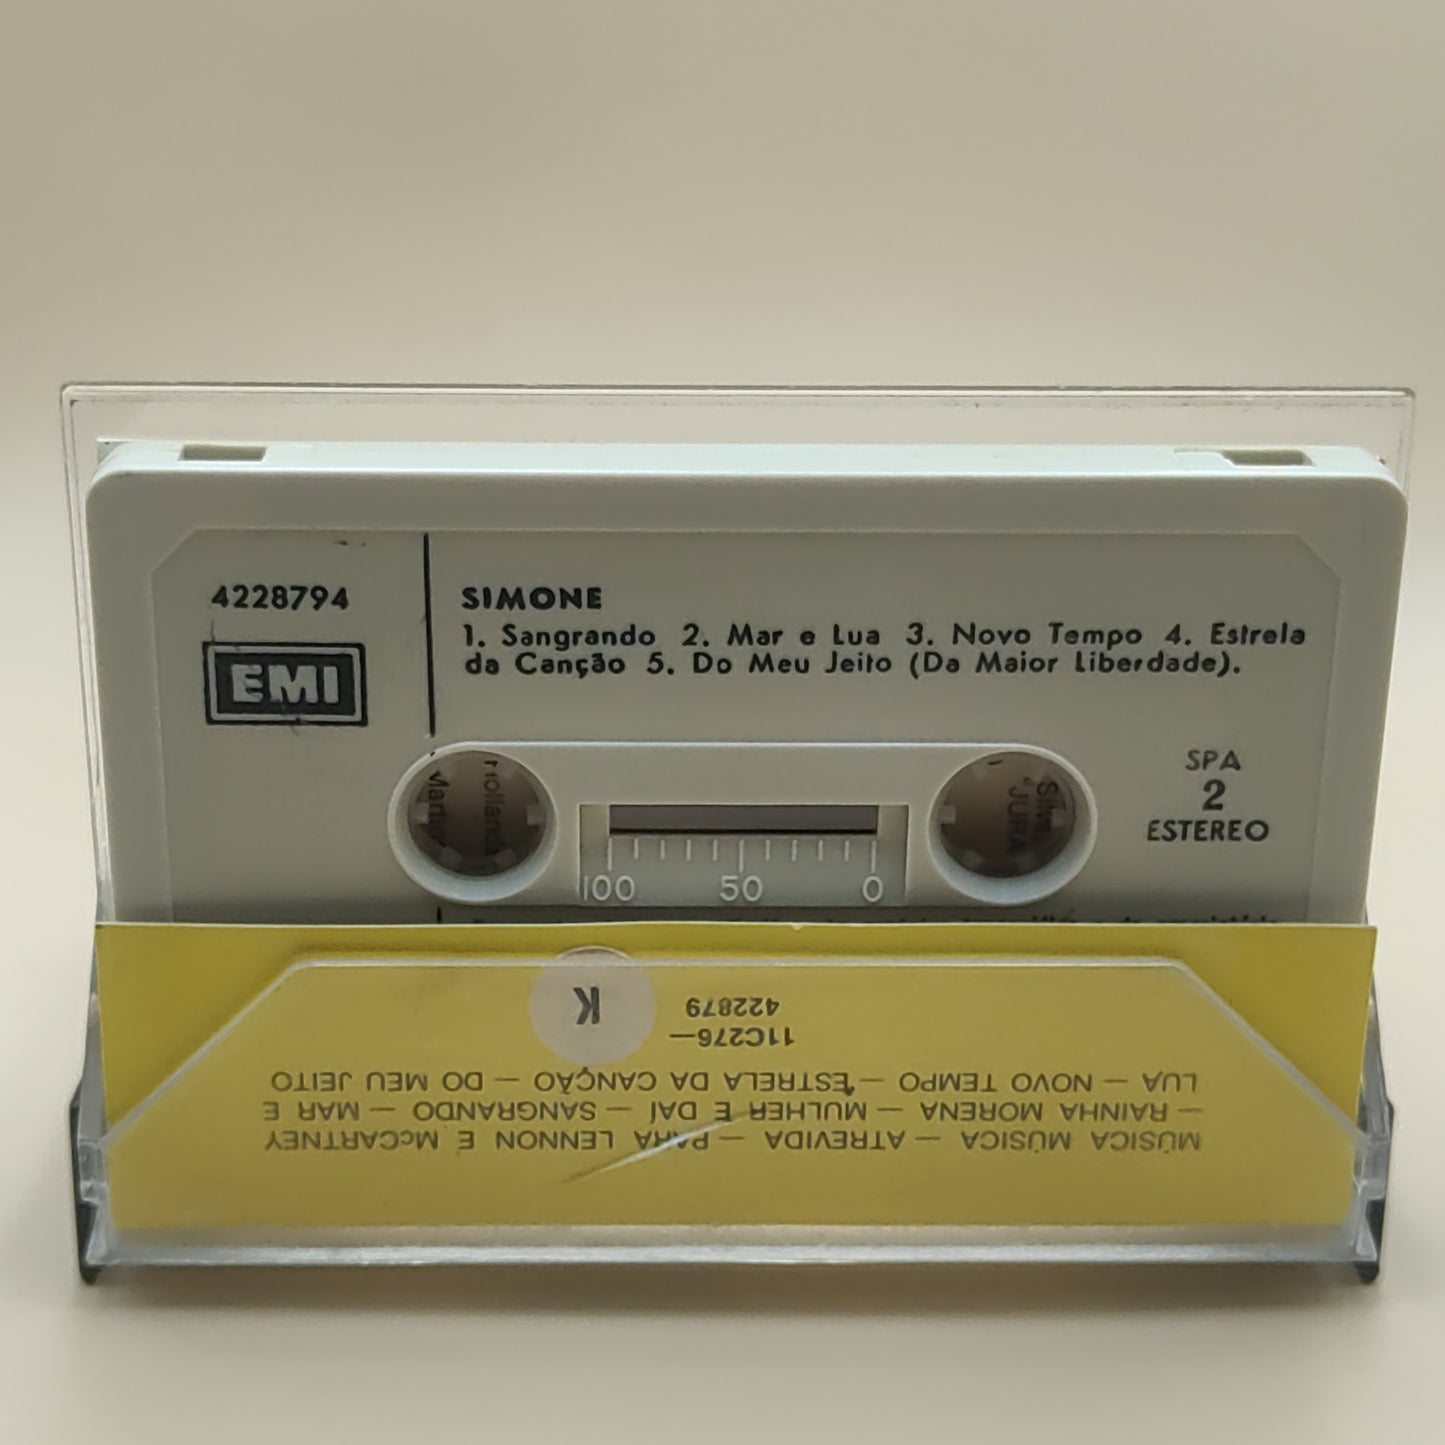 4228794
EMI
SIMONE
1. Sangrando 2. Mar e Lua 3. Novo Tempo 4. Estrela
da Canção 5. Do Meu Jeito (Da Maior Liberdade).
SPA
2
ESTEREO
100 50 0
MÚSICA MÚSICA — ATREVIDA — PARA LENNON E McCARTNEY
— RAINHA MORENA — MULHER E DAÍ — SANGRANDO — MAR E
LUA — NOVO TEMPO — ESTRELA DA CANÇÃO — DO MEU JEITO
11C276—
422879
K